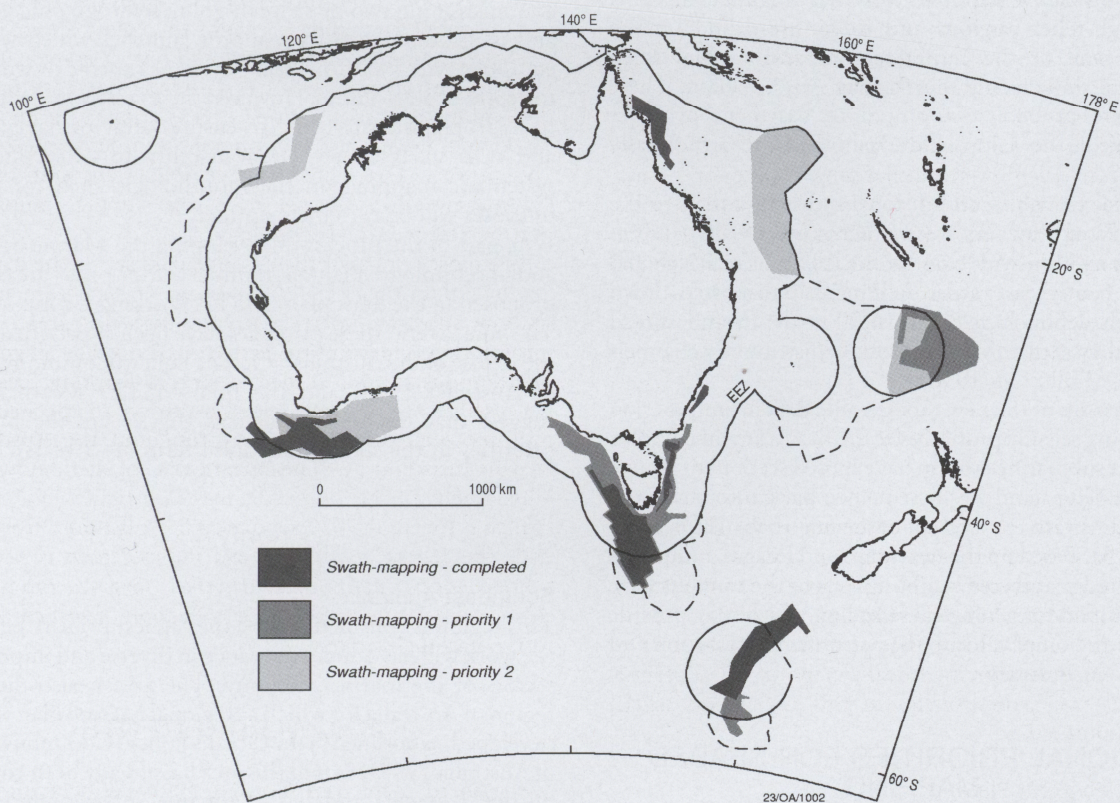 140° E
120° E
160° E
100° E
178° E
20° S
EEZ
0 1000 km
40° S
Swath-mapping - completed
Swath-mapping - priority 1
Swath-mapping - priority 2
60° S
23/OA/1002